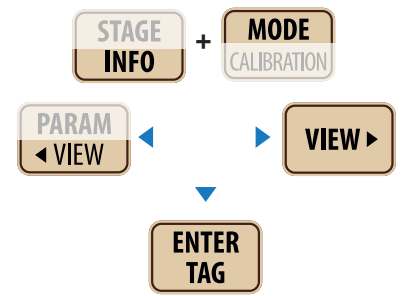 STAGE
INFO
+
MODE
CALIBRATION
PARAM
◄ VIEW
VIEW ►
ENTER
TAG